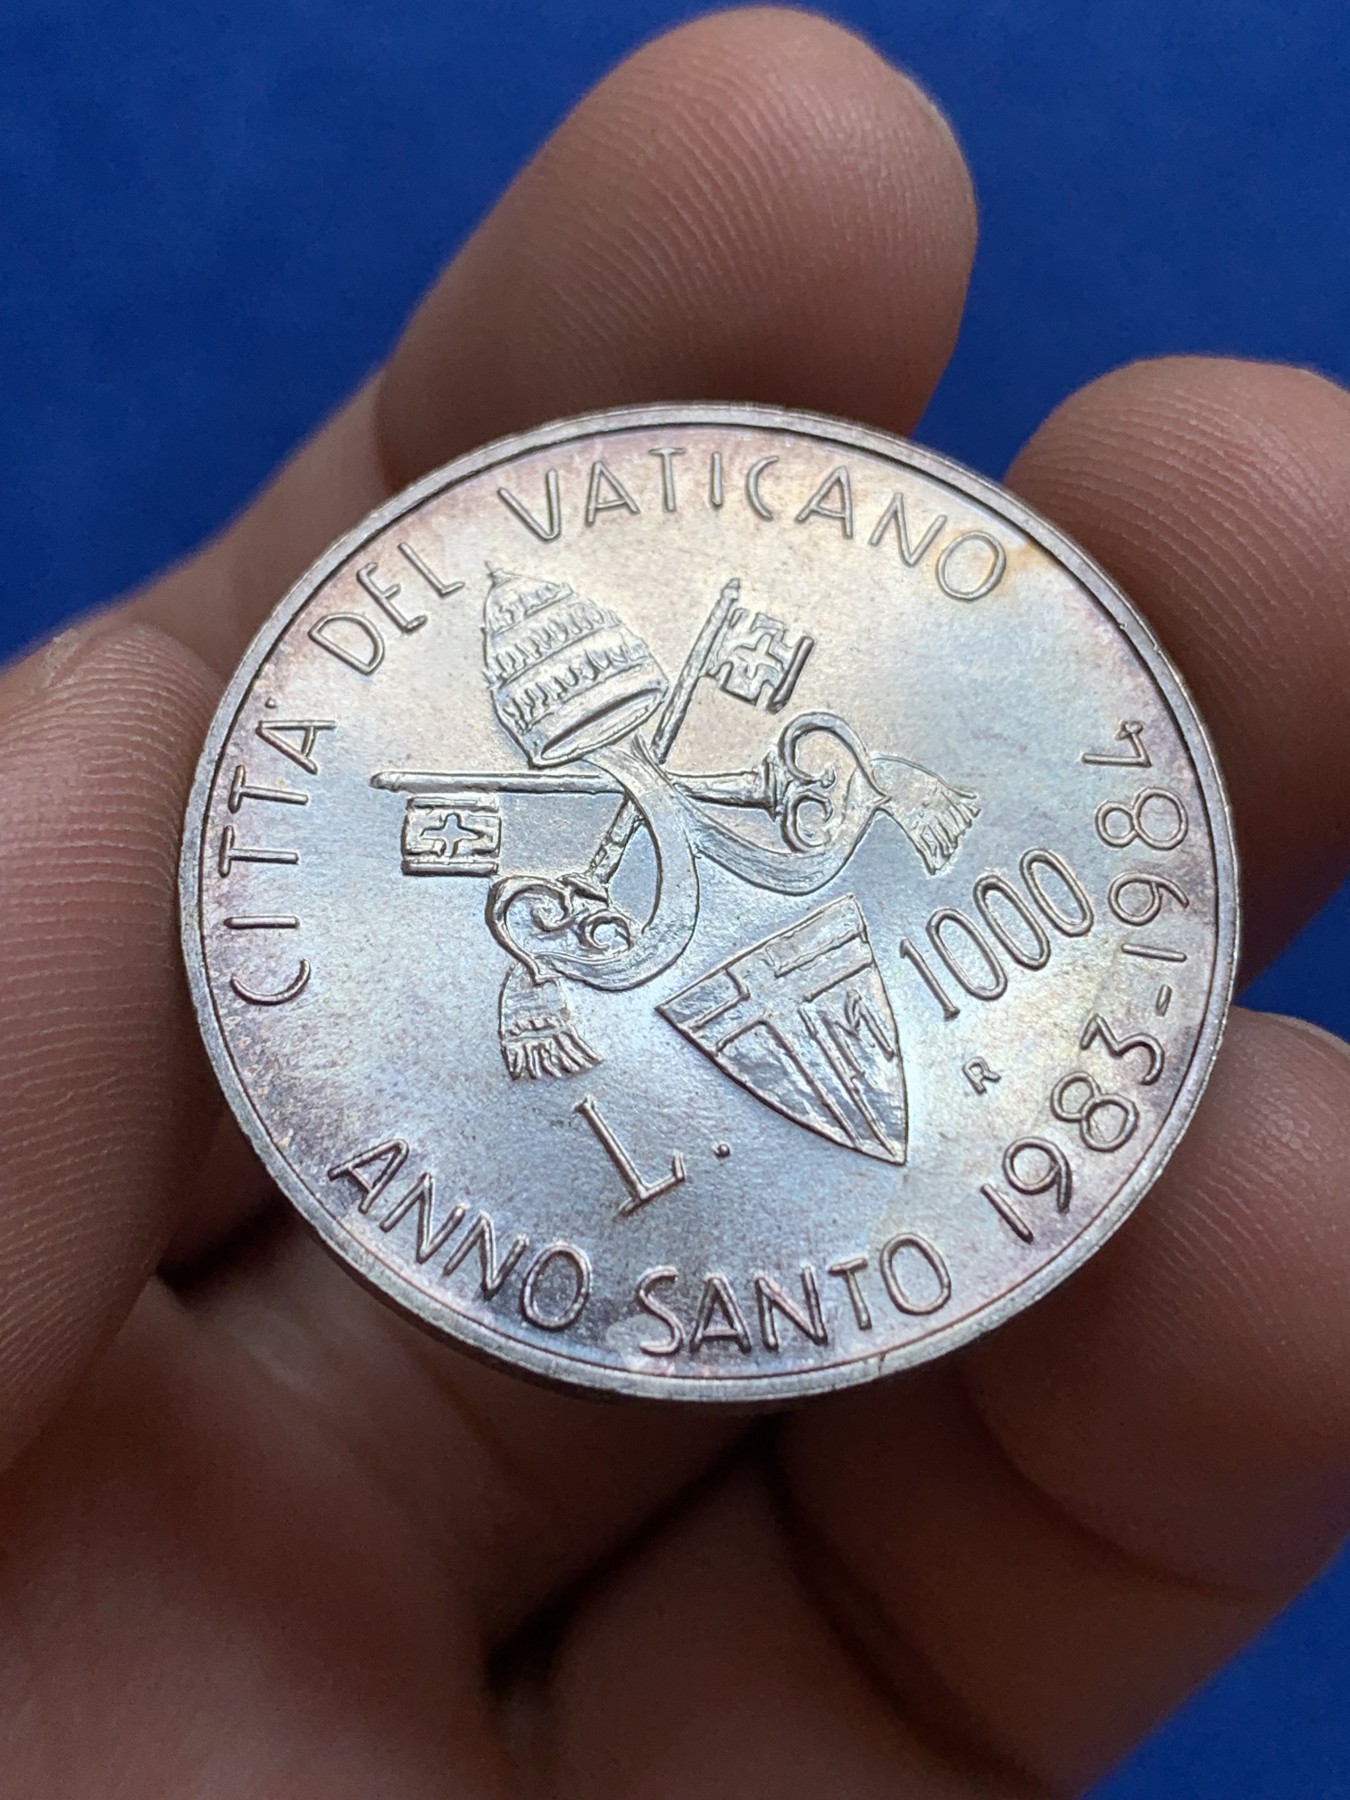 CITTA' DEL VATICANO
L. 1000
M
R
ANNO SANTO 1983-1984